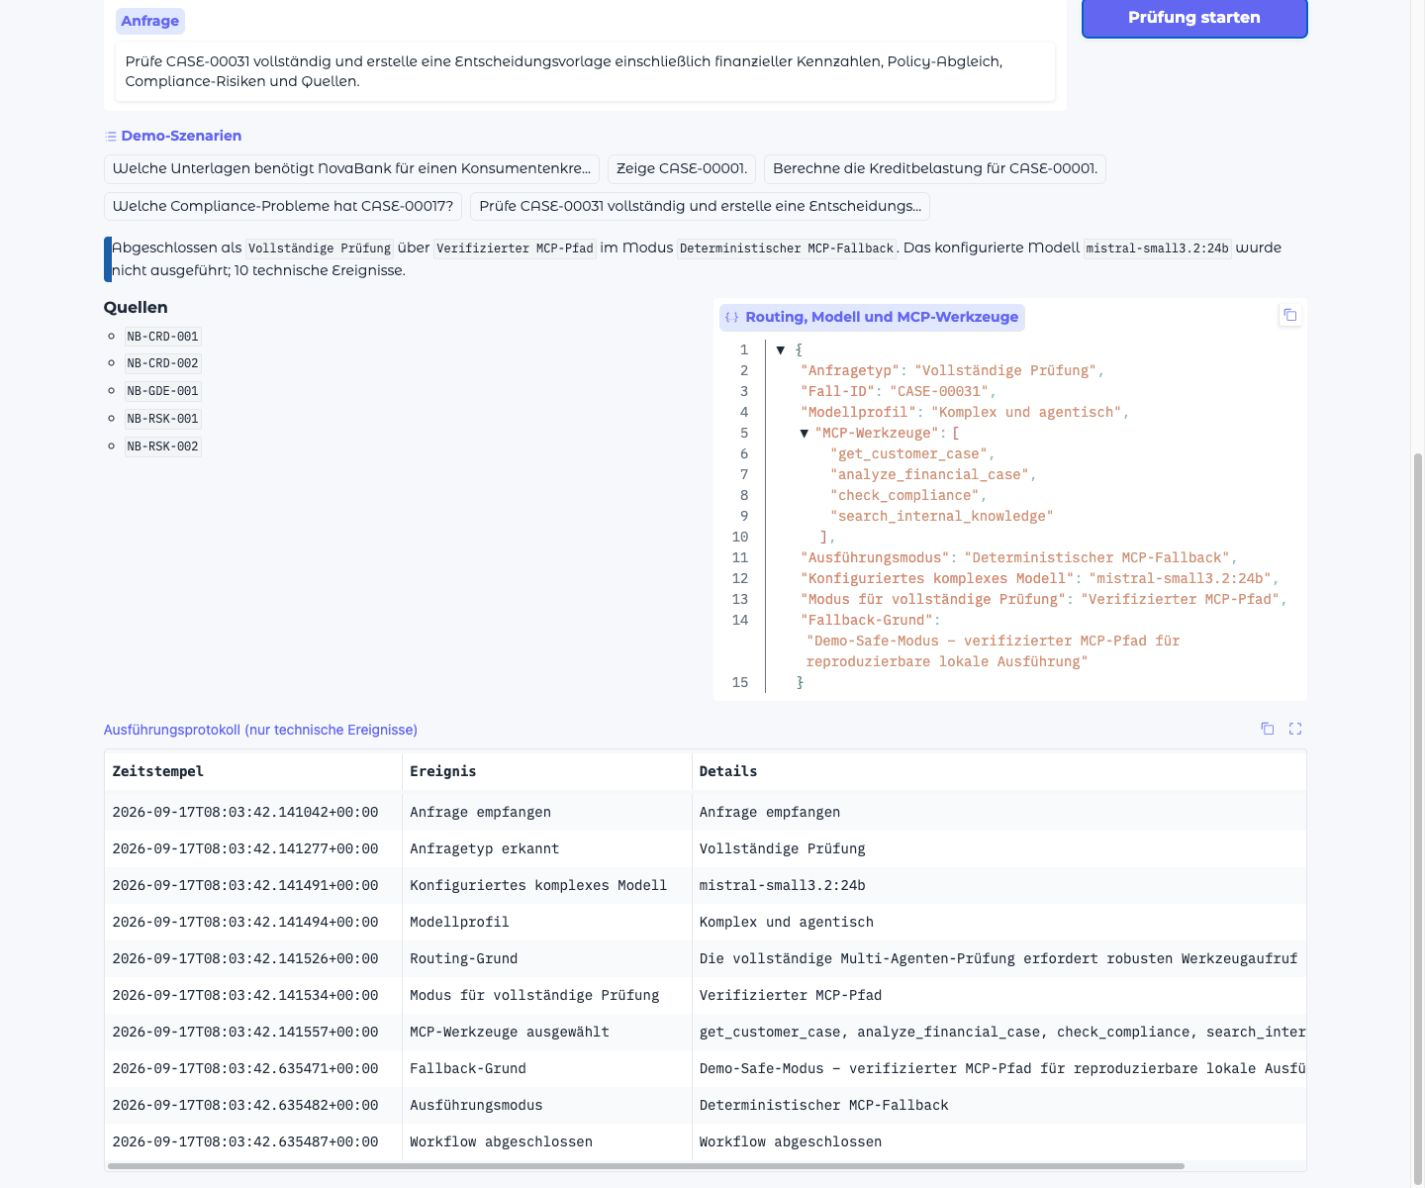 Anfrage
Prüfung starten
Prüfe CASE-00031 vollständig und erstelle eine Entscheidungsvorlage einschließlich finanzieller Kennzahlen, Policy-Abgleich,
Compliance-Risiken und Quellen.
Demo-Szenarien
Welche Unterlagen benötigt NovaBank für einen Konsumentenkre...
Zeige CASE-00001.
Berechne die Kreditbelastung für CASE-00001.
Welche Compliance-Probleme hat CASE-00017?
Prüfe CASE-00031 vollständig und erstelle eine Entscheidungs...
Abgeschlossen als Vollständige Prüfung über Verifizierter MCP-Pfad im Modus Deterministischer MCP-Fallback. Das konfigurierte Modell mistral-small3.2:24b wurde
nicht ausgeführt; 10 technische Ereignisse.
Quellen
NB-CRD-001
NB-CRD-002
NB-GDE-001
NB-RSK-001
NB-RSK-002
{·} Routing, Modell und MCP-Werkzeuge
1 ▼ {
2 "Anfragetyp": "Vollständige Prüfung",
3 "Fall-ID": "CASE-00031",
4 "Modellprofil": "Komplex und agentisch",
5 ▼ "MCP-Werkzeuge": [
6 "get_customer_case",
7 "analyze_financial_case",
8 "check_compliance",
9 "search_internal_knowledge"
10 ],
11 "Ausführungsmodus": "Deterministischer MCP-Fallback",
12 "Konfiguriertes komplexes Modell": "mistral-small3.2:24b",
13 "Modus für vollständige Prüfung": "Verifizierter MCP-Pfad",
14 "Fallback-Grund":
"Demo-Safe-Modus – verifizierter MCP-Pfad für
reproduzierbare lokale Ausführung"
15 }
Ausführungsprotokoll (nur technische Ereignisse)
Zeitstempel Ereignis Details
2026-09-17T08:03:42.141042+00:00 Anfrage empfangen Anfrage empfangen
2026-09-17T08:03:42.141277+00:00 Anfragetyp erkannt Vollständige Prüfung
2026-09-17T08:03:42.141491+00:00 Konfiguriertes komplexes Modell mistral-small3.2:24b
2026-09-17T08:03:42.141494+00:00 Modellprofil Komplex und agentisch
2026-09-17T08:03:42.141526+00:00 Routing-Grund Die vollständige Multi-Agenten-Prüfung erfordert robusten Werkzeugaufruf
2026-09-17T08:03:42.141534+00:00 Modus für vollständige Prüfung Verifizierter MCP-Pfad
2026-09-17T08:03:42.141557+00:00 MCP-Werkzeuge ausgewählt get_customer_case, analyze_financial_case, check_compliance, search_inter
2026-09-17T08:03:42.635471+00:00 Fallback-Grund Demo-Safe-Modus – verifizierter MCP-Pfad für reproduzierbare lokale Ausfü
2026-09-17T08:03:42.635482+00:00 Ausführungsmodus Deterministischer MCP-Fallback
2026-09-17T08:03:42.635487+00:00 Workflow abgeschlossen Workflow abgeschlossen